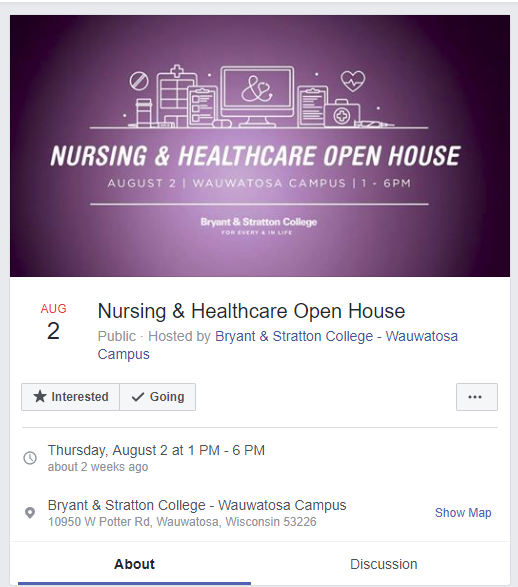 NURSING & HEALTHCARE OPEN HOUSE
AUGUST 2 | WAUWATOSA CAMPUS | 1 - 6PM
Bryant & Stratton College
FOR EVERY & IN LIFE
AUG
2
Nursing & Healthcare Open House
Public · Hosted by Bryant & Stratton College - Wauwatosa
Campus
Interested
Going
Thursday, August 2 at 1 PM - 6 PM
about 2 weeks ago
Bryant & Stratton College - Wauwatosa Campus
10950 W Potter Rd, Wauwatosa, Wisconsin 53226
Show Map
About
Discussion